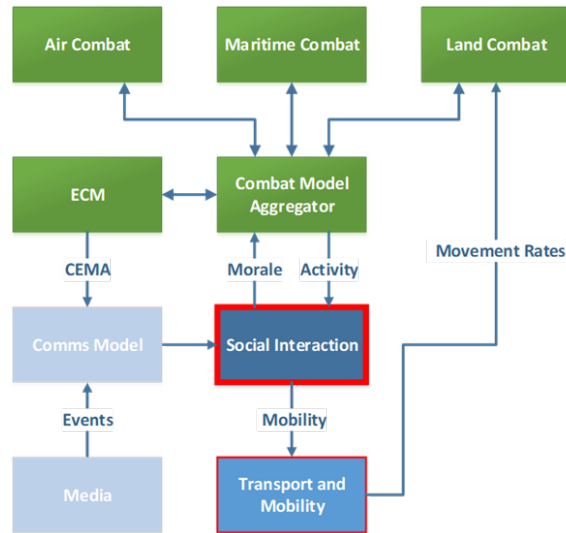 Air Combat
Maritime Combat
Land Combat
ECM
Combat Model
Aggregator
CEMA
Morale
Activity
Movement Rates
Comms Model
Social Interaction
Events
Mobility
Media
Transport and
Mobility